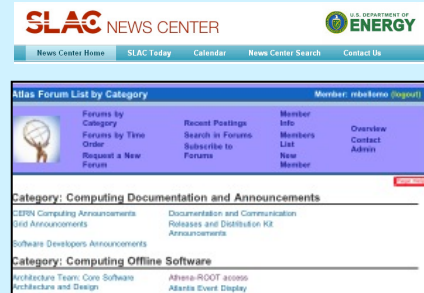 SLAC NEWS CENTER
U.S. DEPARTMENT OF
ENERGY
News Center Home SLAC Today Calendar News Center Search Contact Us
Atlas Forum List by Category Member: mbellomo (logout)
Forums by
Category
Forums by Time
Order
Request a New
Forum
Recent Postings
Search in Forums
Subscribe to
Forums
Member
Info
Members
List
New
Member
Overview
Contact
Admin
Category: Computing Documentation and Announcements
CERN Computing Announcements Documentation and Communication
Grid Announcements Releases and Distribution Kit
Announcements
Software Developers Announcements
Category: Computing Offline Software
Architecture Team: Core Software Athena-ROOT access
Architecture and Design Atlantis Event Display